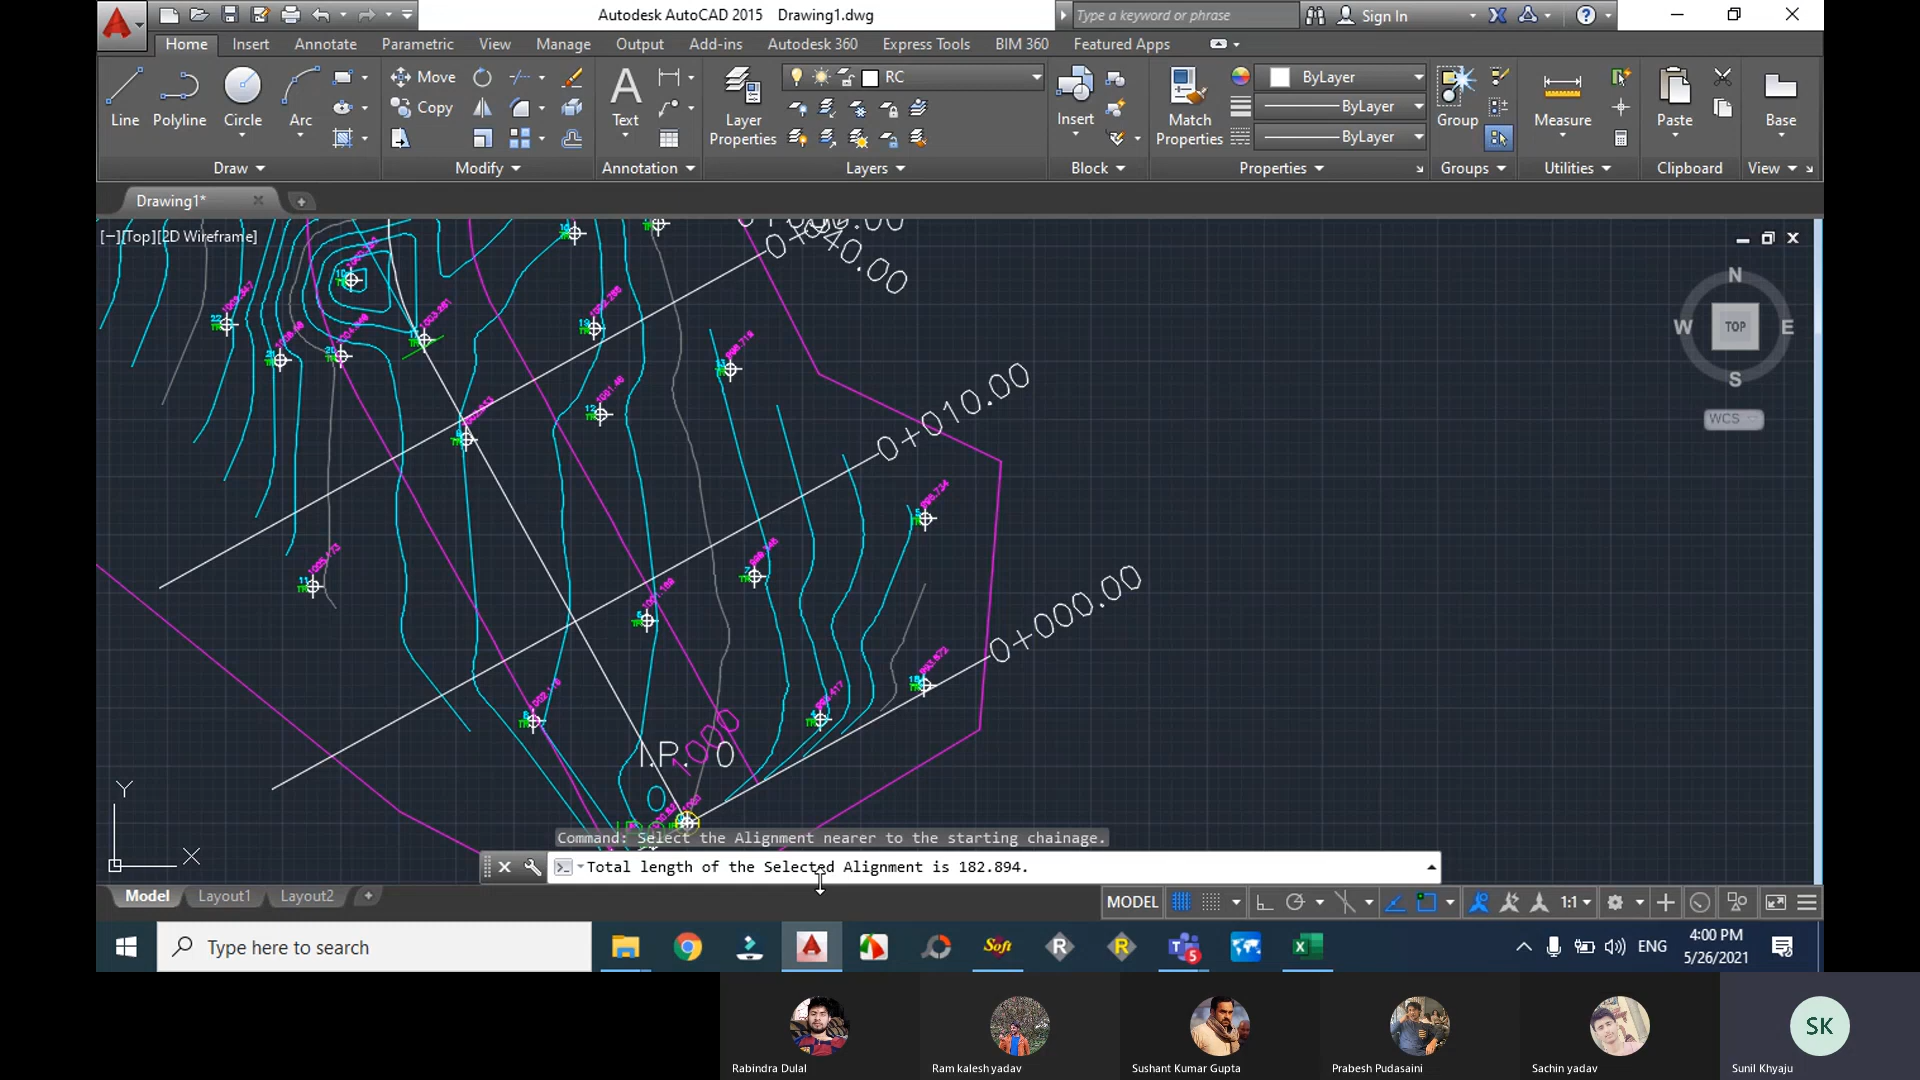 Autodesk AutoCAD 2015 Drawing1.dwg
Type a keyword or phrase
Sign In
Home Insert Annotate Parametric View Manage Output Add-ins Autodesk 360 Express Tools BIM 360 Featured Apps
Line Polyline Circle Arc
Move
Copy
Text
Layer Properties
RC
Insert
Match Properties
ByLayer
ByLayer
ByLayer
Group
Measure
Paste
Base
Draw Modify Annotation Layers Block Properties Groups Utilities Clipboard View
Drawing1*
[−][Top][2D Wireframe]
N
W TOP E
S
WCS
0+040.00
0+010.00
0+000.00
I.P. 0
1000
0
Y
X
Command: Select the Alignment nearer to the starting chainage.
Total length of the Selected Alignment is 182.894.
Model Layout1 Layout2
MODEL
1:1
Type here to search
Soft
R
R
5
ENG
4:00 PM
5/26/2021
SK
Rabindra Dulal
Ram kalesh yadav
Sushant Kumar Gupta
Prabesh Pudasaini
Sachin yadav
Sunil Khyaju